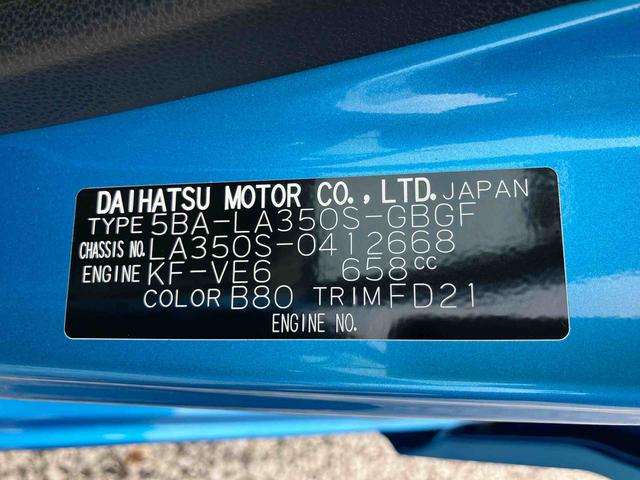 DAIHATSU MOTOR CO., LTD. JAPAN
TYPE 5BA-LA350S-GBGF
CHASSIS NO. LA350S-0412668
ENGINE KF-VE6 658cc
COLOR B80 TRIM FD21
ENGINE NO.